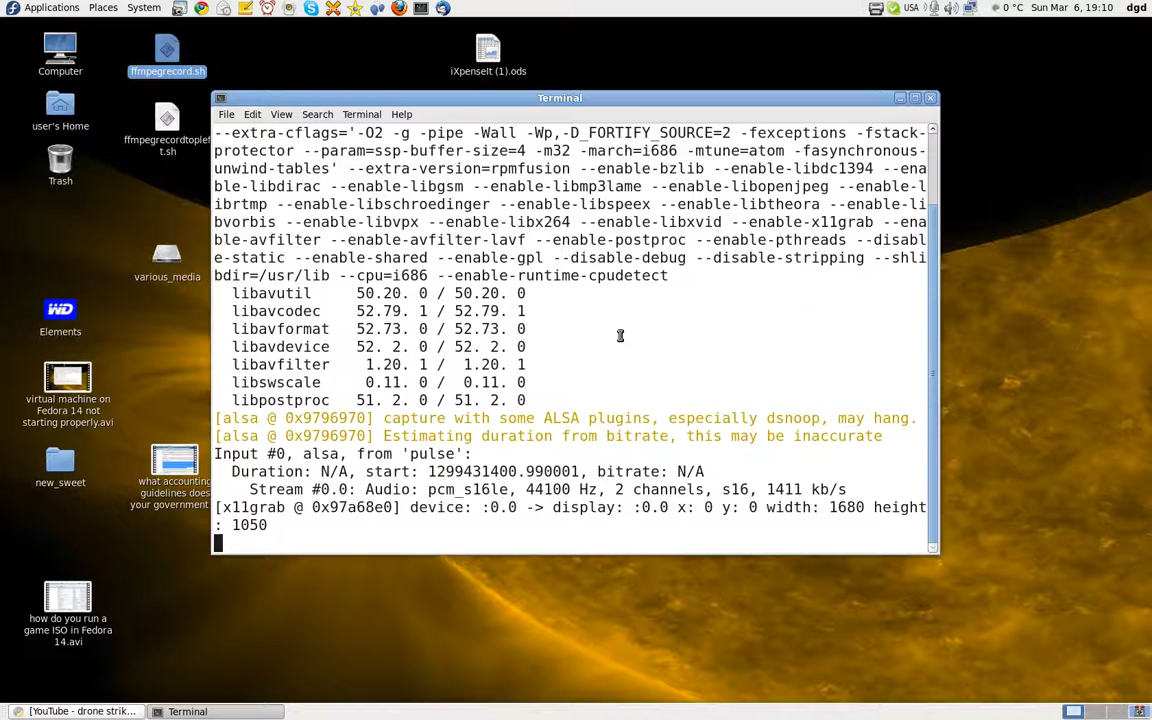 Applications Places System USA 0 °C Sun Mar 6, 19:10 dgd
Computer
ffmpegrecord.sh
iXpenseIt (1).ods
user's Home
ffmpegrecordtoplef
t.sh
Trash
various_media
WD
Elements
virtual machine on
Fedora 14 not
starting properly.avi
new_sweet
what accounting
guidelines does
your government
how do you run a
game ISO in Fedora
14.avi
Terminal
File Edit View Search Terminal Help
--extra-cflags='-O2 -g -pipe -Wall -Wp,-D_FORTIFY_SOURCE=2 -fexceptions -fstack-
protector --param=ssp-buffer-size=4 -m32 -march=i686 -mtune=atom -fasynchronous-
unwind-tables' --extra-version=rpmfusion --enable-bzlib --enable-libdc1394 --ena
ble-libdirac --enable-libgsm --enable-libmp3lame --enable-libopenjpeg --enable-l
ibrtmp --enable-libschroedinger --enable-libspeex --enable-libtheora --enable-li
bvorbis --enable-libvpx --enable-libx264 --enable-libxvid --enable-x11grab --ena
ble-avfilter --enable-avfilter-lavf --enable-postproc --enable-pthreads --disabl
e-static --enable-shared --enable-gpl --disable-debug --disable-stripping --shli
bdir=/usr/lib --cpu=i686 --enable-runtime-cpudetect
libavutil 50.20. 0 / 50.20. 0
libavcodec 52.79. 1 / 52.79. 1
libavformat 52.73. 0 / 52.73. 0
libavdevice 52. 2. 0 / 52. 2. 0
libavfilter 1.20. 1 / 1.20. 1
libswscale 0.11. 0 / 0.11. 0
libpostproc 51. 2. 0 / 51. 2. 0
[alsa @ 0x9796970] capture with some ALSA plugins, especially dsnoop, may hang.
[alsa @ 0x9796970] Estimating duration from bitrate, this may be inaccurate
Input #0, alsa, from 'pulse':
Duration: N/A, start: 1299431400.990001, bitrate: N/A
Stream #0.0: Audio: pcm_s16le, 44100 Hz, 2 channels, s16, 1411 kb/s
[x11grab @ 0x97a68e0] device: :0.0 -> display: :0.0 x: 0 y: 0 width: 1680 height
: 1050
[YouTube - drone strik... Terminal